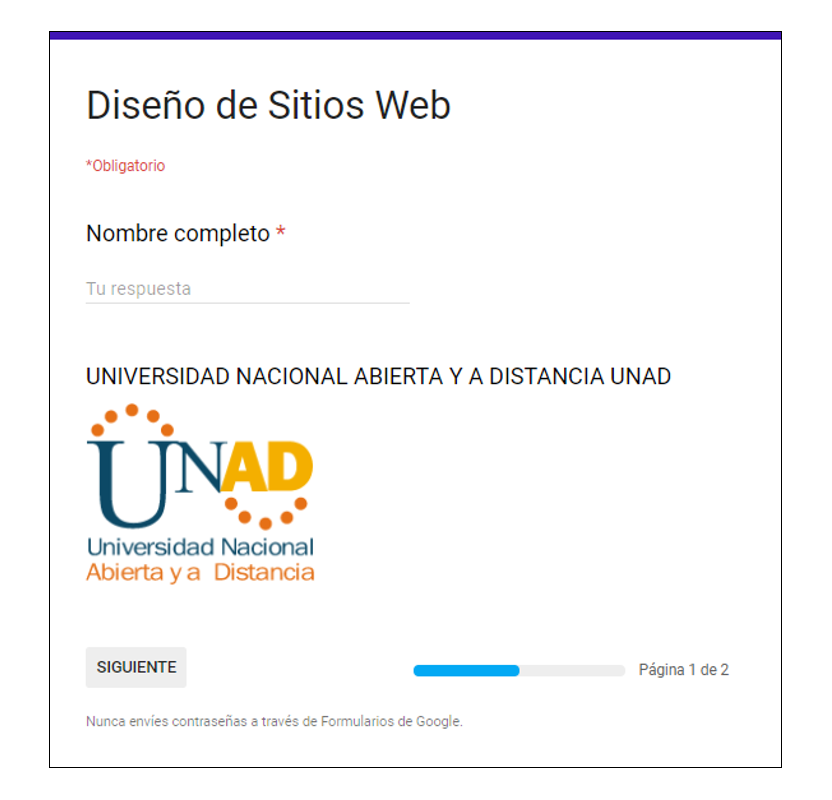 Diseño de Sitios Web
*Obligatorio
Nombre completo *
Tu respuesta
UNIVERSIDAD NACIONAL ABIERTA Y A DISTANCIA UNAD
UNAD
Universidad Nacional
Abierta y a Distancia
SIGUIENTE
Página 1 de 2
Nunca envíes contraseñas a través de Formularios de Google.